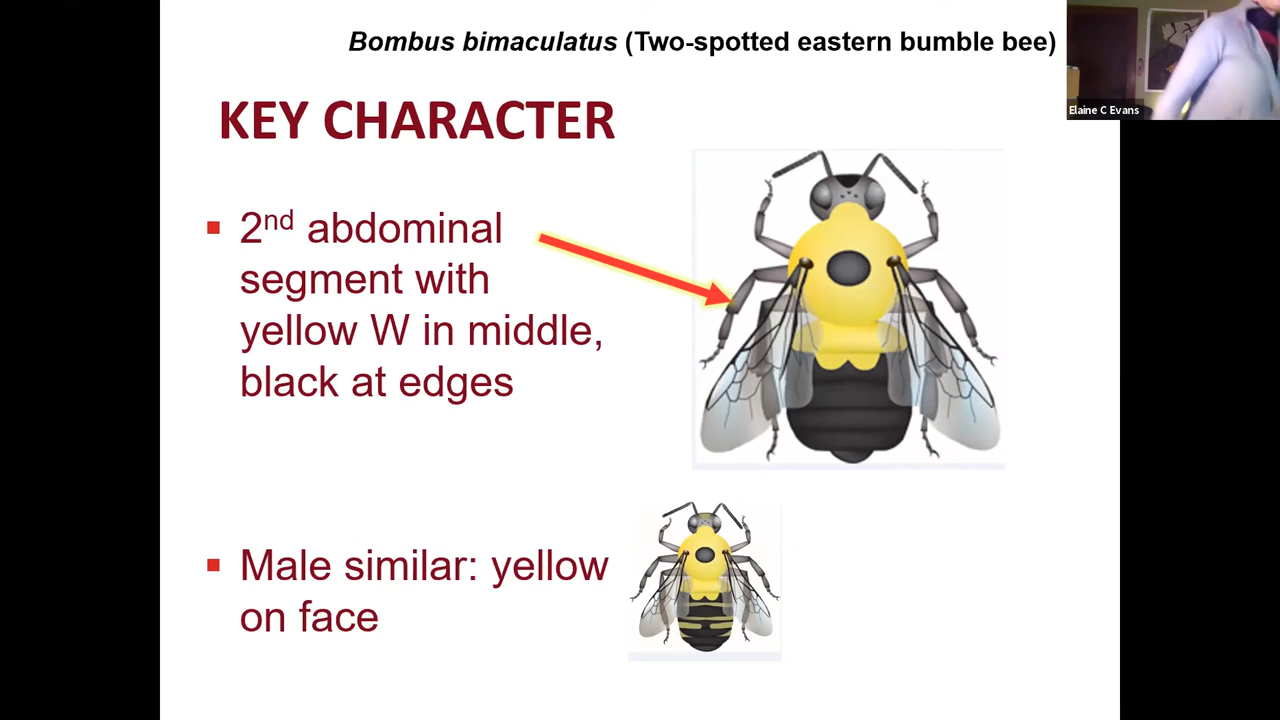 Bombus bimaculatus (Two-spotted eastern bumble bee)
Elaine C Evans
KEY CHARACTER
2nd abdominal
segment with
yellow W in middle,
black at edges
Male similar: yellow
on face